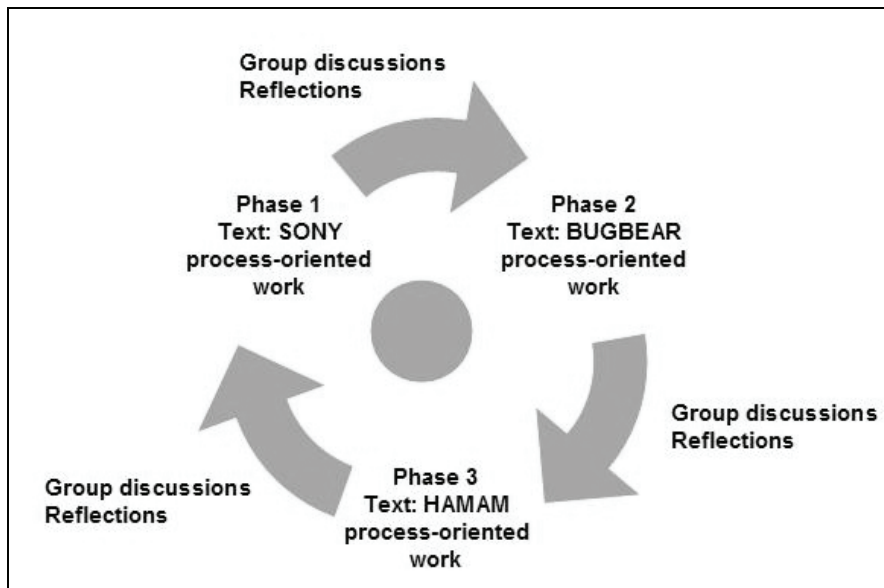 Group discussions
Reflections
Phase 1
Text: SONY
process-oriented
work
Phase 2
Text: BUGBEAR
process-oriented
work
Group discussions
Reflections
Phase 3
Text: HAMAM
process-oriented
work
Group discussions
Reflections